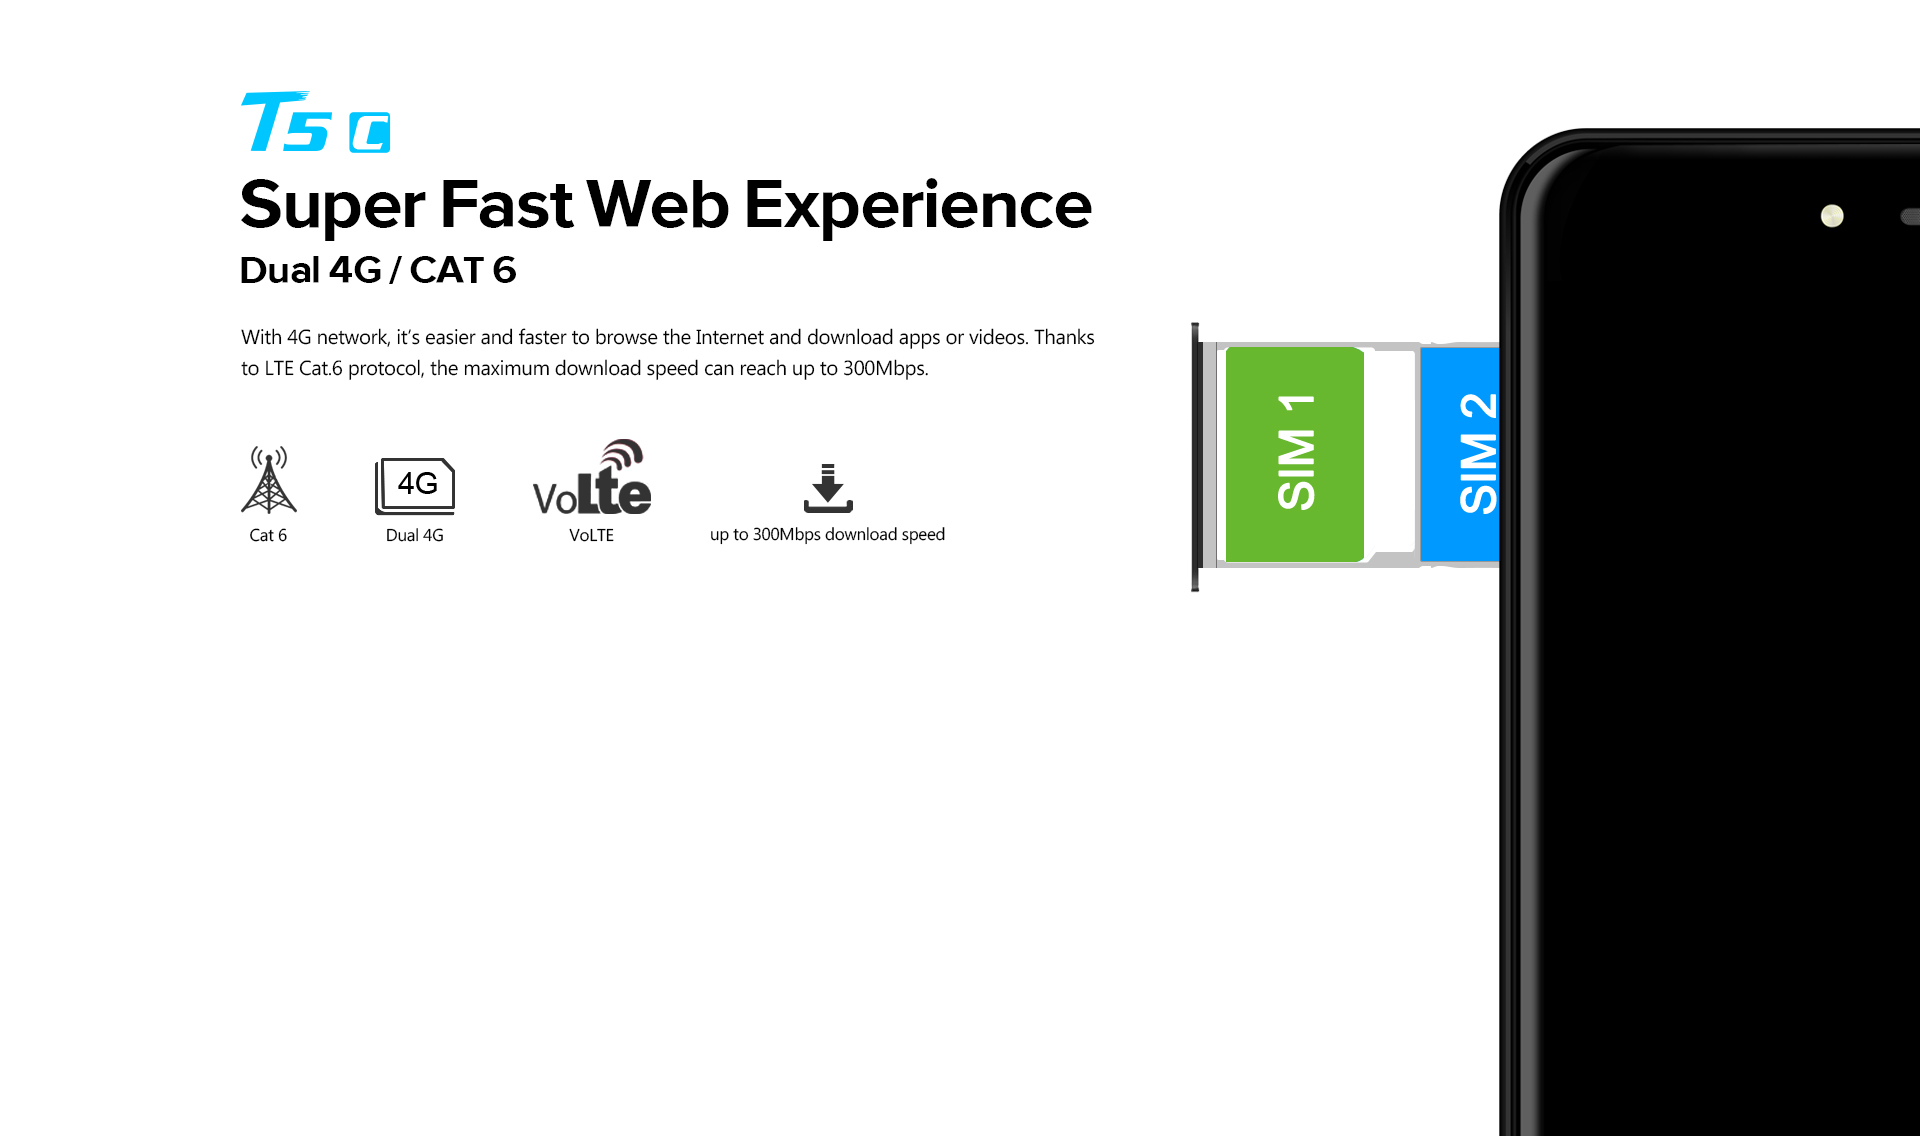 T5 c
Super Fast Web Experience
Dual 4G / CAT 6
With 4G network, it’s easier and faster to browse the Internet and download apps or videos. Thanks
to LTE Cat.6 protocol, the maximum download speed can reach up to 300Mbps.
4G
VoLte
Cat 6
Dual 4G
VoLTE
up to 300Mbps download speed
SIM 1
SIM 2